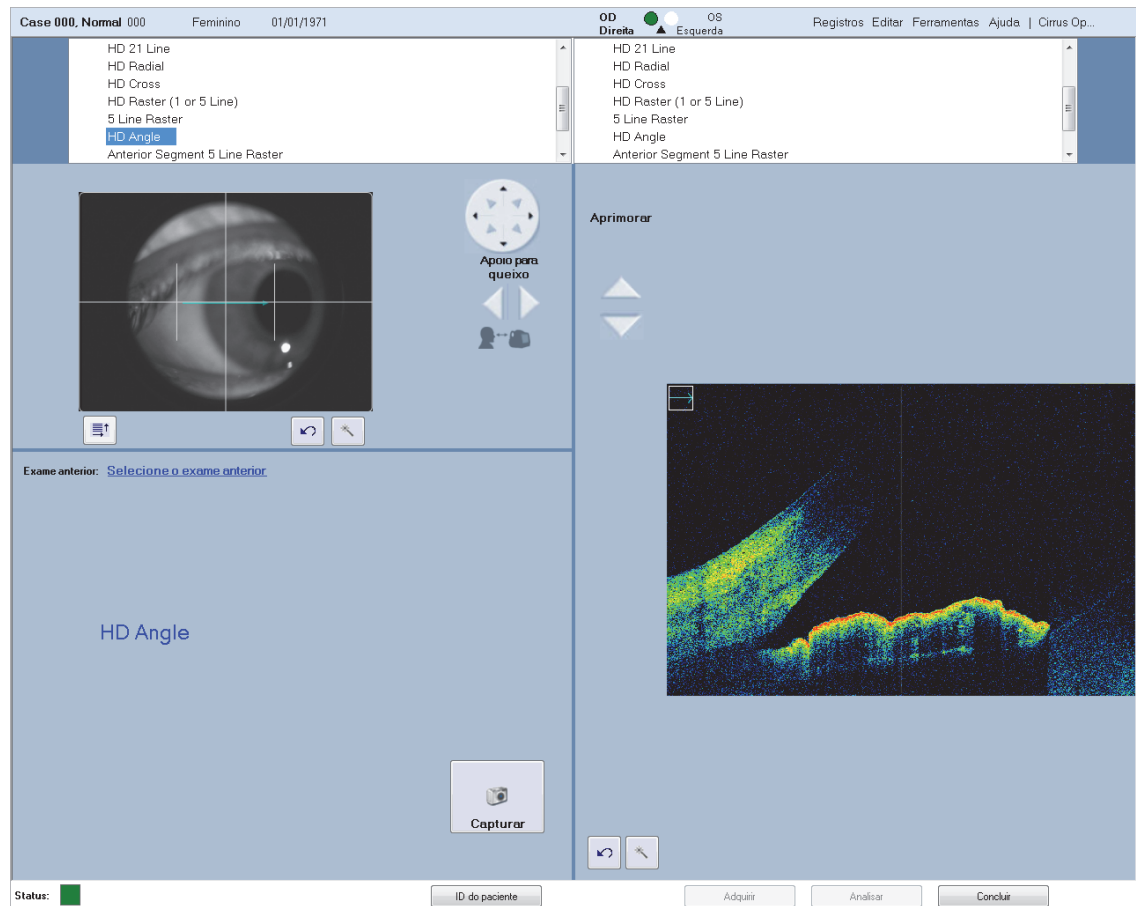 Case 000, Normal 000 Feminino 01/01/1971 OD OS Registros Editar Ferramentas Ajuda | Cirrus Op...
Direita Esquerda
HD 21 Line
HD Radial
HD Cross
HD Raster (1 or 5 Line)
5 Line Raster
HD Angle
Anterior Segment 5 Line Raster
HD 21 Line
HD Radial
HD Cross
HD Raster (1 or 5 Line)
5 Line Raster
HD Angle
Anterior Segment 5 Line Raster
Apoio para
queixo
Aprimorar
Exame anterior: Selecione o exame anterior
HD Angle
Capturar
Status: ID do paciente Adquirir Analisar Concluir